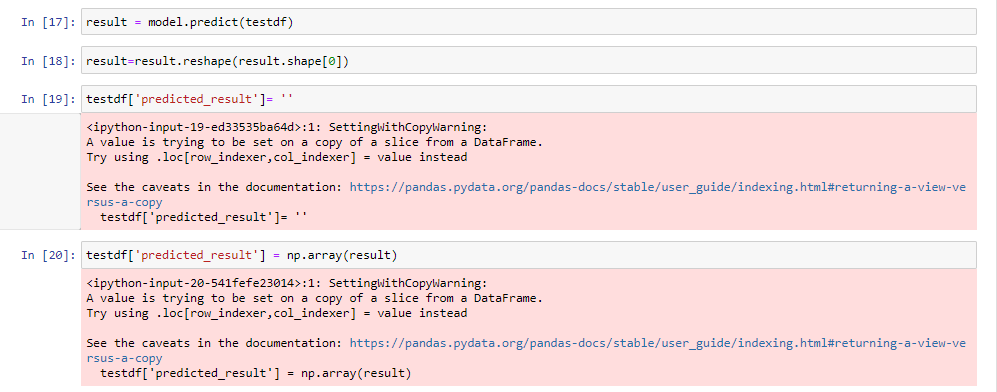 In [17]: result = model.predict(testdf)
In [18]: result=result.reshape(result.shape[0])
In [19]: testdf['predicted_result']= ''
<ipython-input-19-ed33535ba64d>:1: SettingWithCopyWarning:
A value is trying to be set on a copy of a slice from a DataFrame.
Try using .loc[row_indexer,col_indexer] = value instead
See the caveats in the documentation: https://pandas.pydata.org/pandas-docs/stable/user_guide/indexing.html#returning-a-view-ve
rsus-a-copy
  testdf['predicted_result']= ''
In [20]: testdf['predicted_result'] = np.array(result)
<ipython-input-20-541fefe23014>:1: SettingWithCopyWarning:
A value is trying to be set on a copy of a slice from a DataFrame.
Try using .loc[row_indexer,col_indexer] = value instead
See the caveats in the documentation: https://pandas.pydata.org/pandas-docs/stable/user_guide/indexing.html#returning-a-view-ve
rsus-a-copy
  testdf['predicted_result'] = np.array(result)